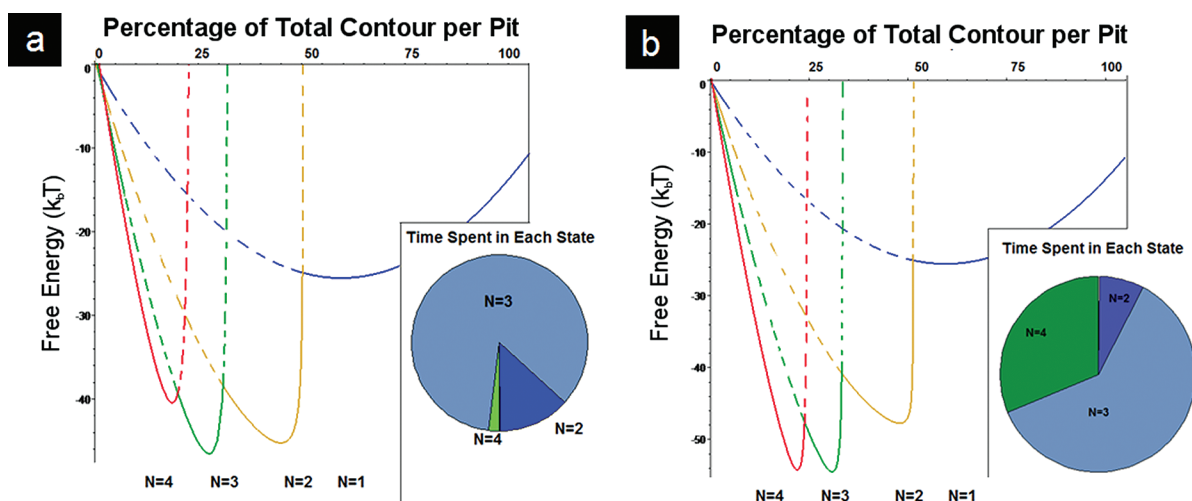 a
Percentage of Total Contour per Pit
0 25 50 75 100
0
-10
-20
-30
-40
Free Energy (kbT)
Time Spent in Each State
N=3
N=4
N=2
N=4 N=3 N=2 N=1
b
Percentage of Total Contour per Pit
0 25 50 75 100
0
-10
-20
-30
-40
-50
Free Energy (kbT)
Time Spent in Each State
N=2
N=4
N=3
N=4 N=3 N=2 N=1